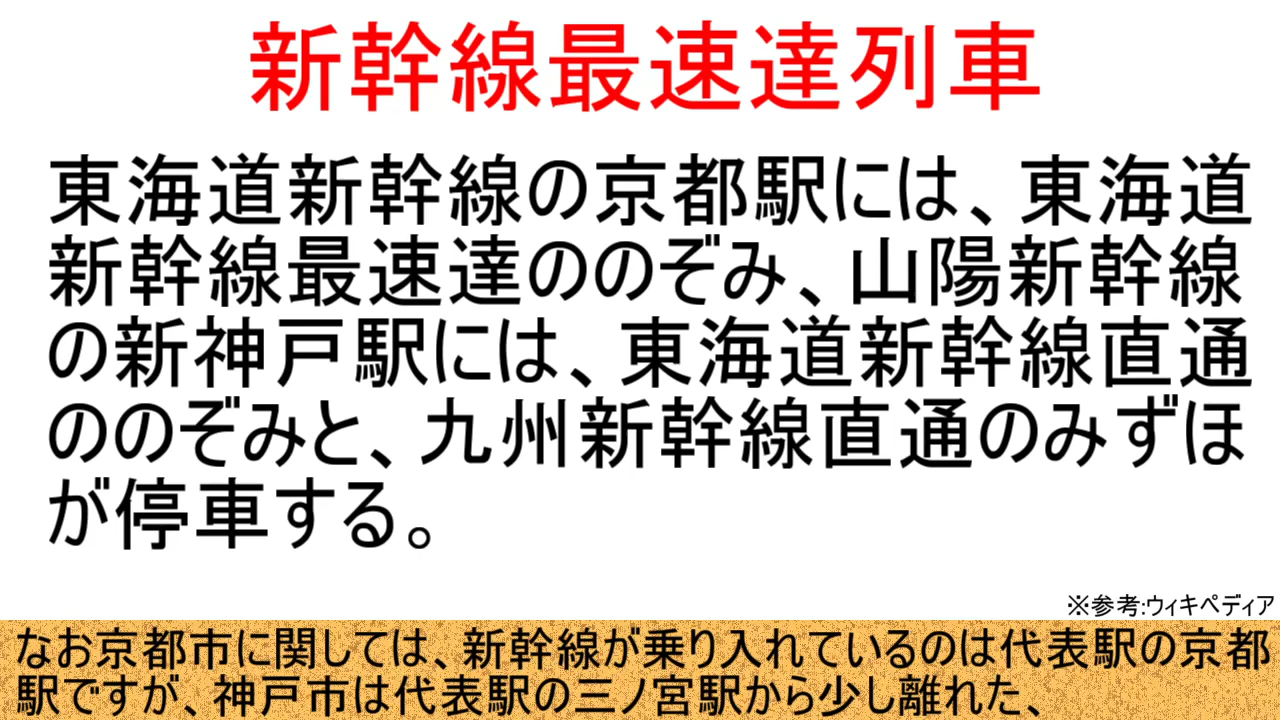 新幹線最速達列車
東海道新幹線の京都駅には、東海道
新幹線最速達ののぞみ、山陽新幹線
の新神戸駅には、東海道新幹線直通
ののぞみと、九州新幹線直通のみずほ
が停車する。
※参考:ウィキペディア
なお京都市に関しては、新幹線が乗り入れているのは代表駅の京都
駅ですが、神戸市は代表駅の三ノ宮駅から少し離れた、